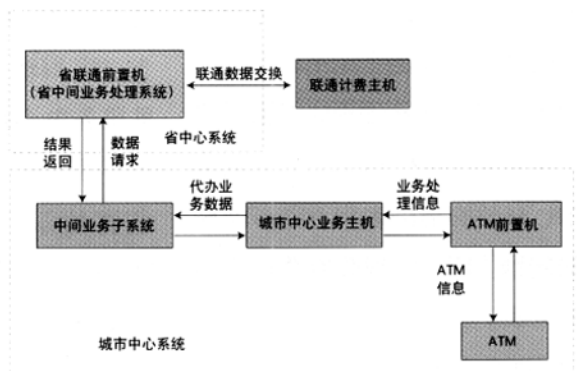 省联通前置机
(省中间业务处理系统)
联通数据交换
联通计费主机
结果
返回
数据
请求
省中心系统
代办业
务数据
业务处
理信息
中间业务子系统
城市中心业务主机
ATM前置机
ATM
信息
ATM
城市中心系统